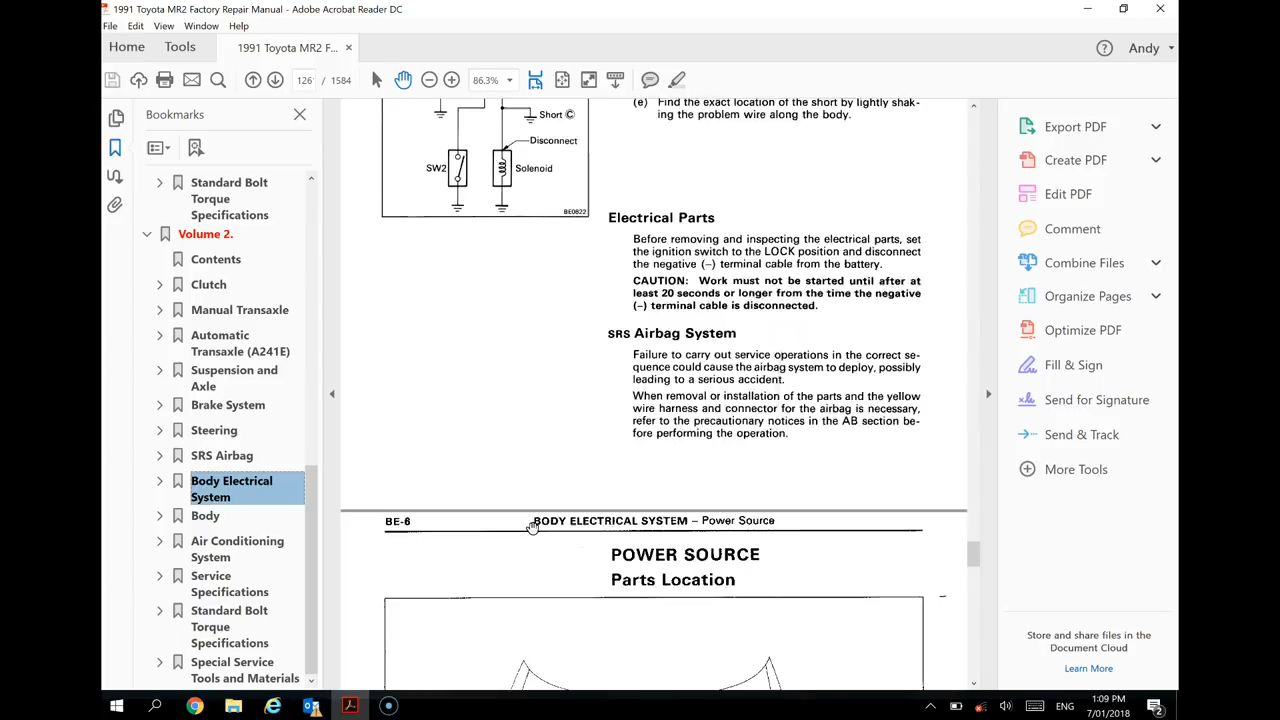 1991 Toyota MR2 Factory Repair Manual - Adobe Acrobat Reader DC
File Edit View Window Help
Home Tools 1991 Toyota MR2 F... ×
Andy
126 / 1584
86.3%
Bookmarks
Standard Bolt
Torque
Specifications
Volume 2.
Contents
Clutch
Manual Transaxle
Automatic
Transaxle (A241E)
Suspension and
Axle
Brake System
Steering
SRS Airbag
Body Electrical
System
Body
Air Conditioning
System
Service
Specifications
Standard Bolt
Torque
Specifications
Special Service
Tools and Materials
Short Ⓒ
Disconnect
SW2
Solenoid
BE0822
(e) Find the exact location of the short by lightly shak-
ing the problem wire along the body.
Electrical Parts
Before removing and inspecting the electrical parts, set
the ignition switch to the LOCK position and disconnect
the negative (–) terminal cable from the battery.
CAUTION: Work must not be started until after at
least 20 seconds or longer from the time the negative
(–) terminal cable is disconnected.
SRS Airbag System
Failure to carry out service operations in the correct se-
quence could cause the airbag system to deploy, possibly
leading to a serious accident.
When removal or installation of the parts and the yellow
wire harness and connector for the airbag is necessary,
refer to the precautionary notices in the AB section be-
fore performing the operation.
BE-6
BODY ELECTRICAL SYSTEM – Power Source
POWER SOURCE
Parts Location
Export PDF
Create PDF
Edit PDF
Comment
Combine Files
Organize Pages
Optimize PDF
Fill & Sign
Send for Signature
Send & Track
More Tools
Store and share files in the
Document Cloud
Learn More
ENG
1:09 PM
7/01/2018
2